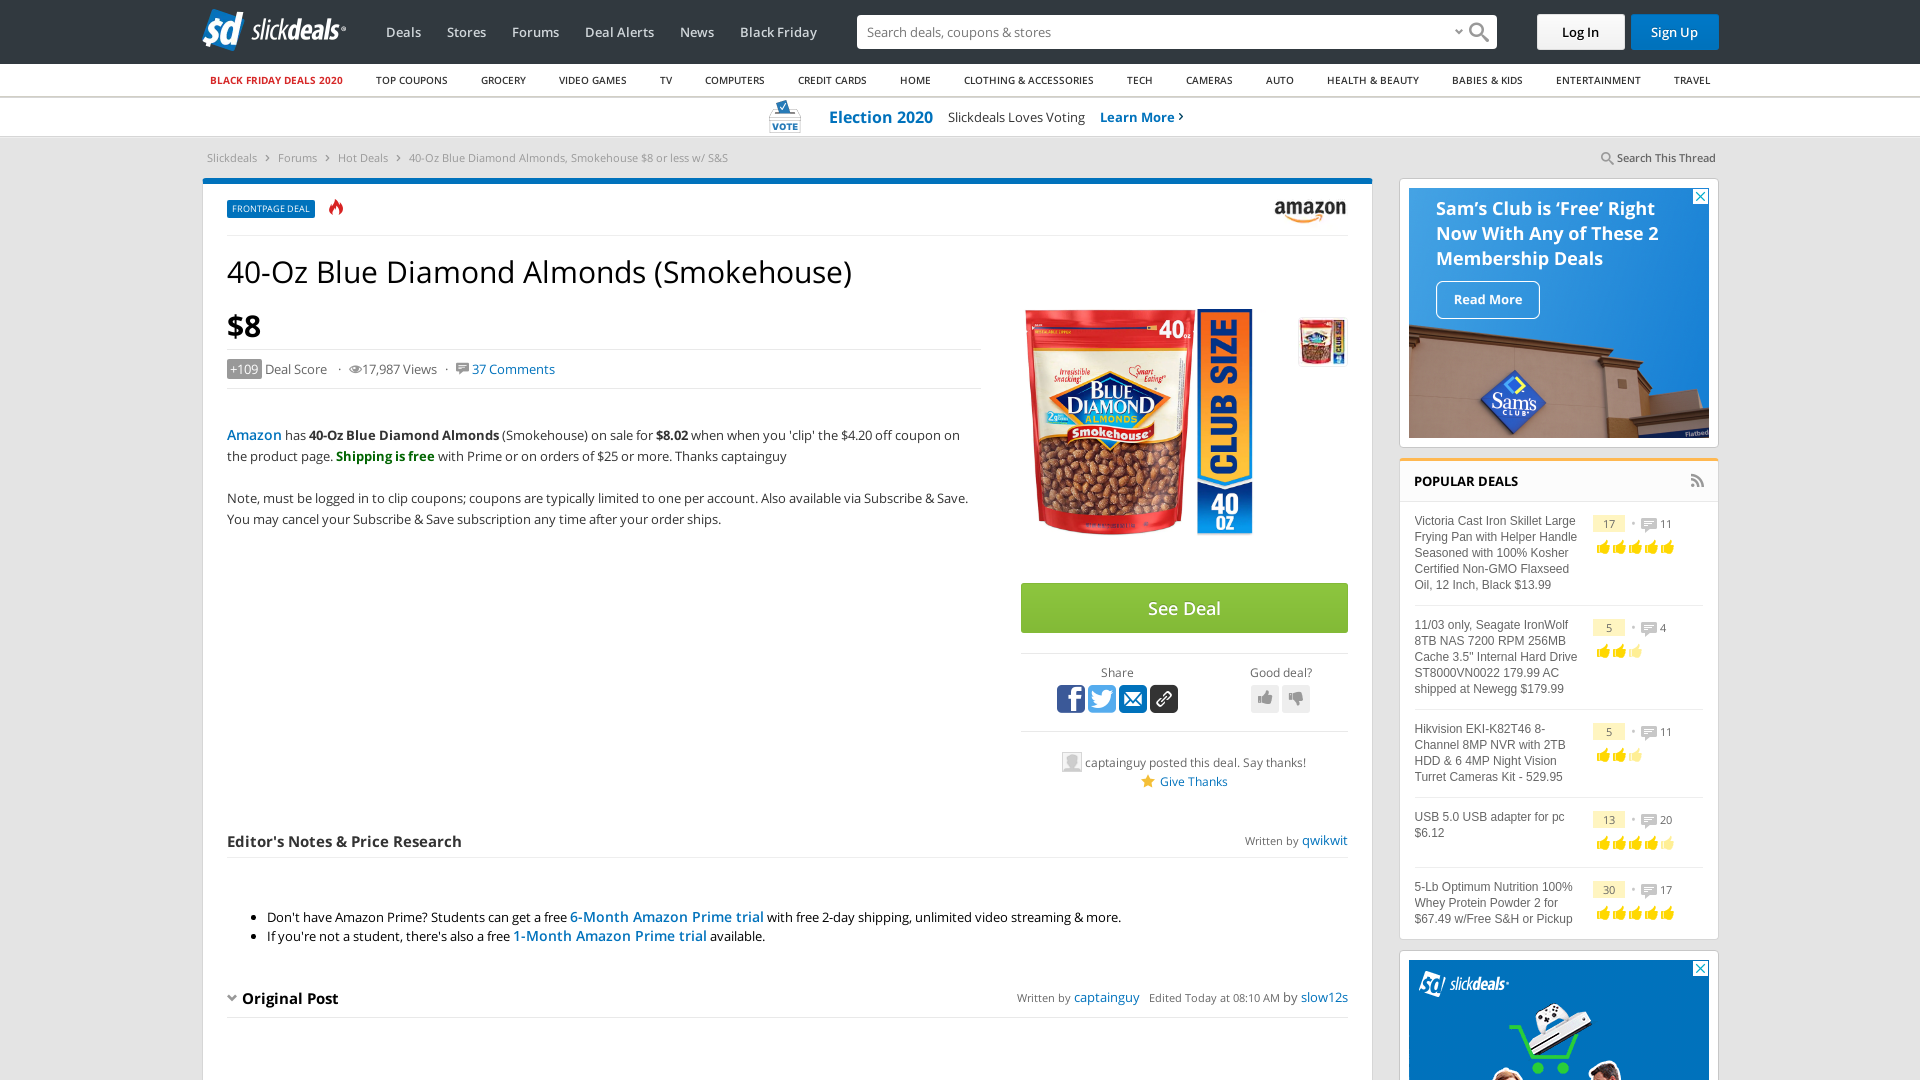 slickdeals
Deals
Stores
Forums
Deal Alerts
News
Black Friday
Search deals, coupons & stores
Log In
Sign Up
BLACK FRIDAY DEALS 2020
TOP COUPONS
GROCERY
VIDEO GAMES
TV
COMPUTERS
CREDIT CARDS
HOME
CLOTHING & ACCESSORIES
TECH
CAMERAS
AUTO
HEALTH & BEAUTY
BABIES & KIDS
ENTERTAINMENT
TRAVEL
VOTE
Election 2020 Slickdeals Loves Voting Learn More ›
Slickdeals › Forums › Hot Deals › 40-Oz Blue Diamond Almonds, Smokehouse $8 or less w/ S&S
Search This Thread
FRONTPAGE DEAL
amazon
40-Oz Blue Diamond Almonds (Smokehouse)
$8
+109 Deal Score · 17,987 Views · 37 Comments
Amazon has 40-Oz Blue Diamond Almonds (Smokehouse) on sale for $8.02 when when you 'clip' the $4.20 off coupon on
the product page. Shipping is free with Prime or on orders of $25 or more. Thanks captainguy
Note, must be logged in to clip coupons; coupons are typically limited to one per account. Also available via Subscribe & Save.
You may cancel your Subscribe & Save subscription any time after your order ships.
40oz
Irresistible
Snacking!
Smart
Eating!
BLUE
DIAMOND
ALMONDS
Smokehouse
CLUB SIZE
40
OZ
See Deal
Share
Good deal?
captainguy posted this deal. Say thanks!
Give Thanks
Editor's Notes & Price Research
Written by qwikwit
• Don't have Amazon Prime? Students can get a free 6-Month Amazon Prime trial with free 2-day shipping, unlimited video streaming & more.
• If you're not a student, there's also a free 1-Month Amazon Prime trial available.
Original Post
Written by captainguy Edited Today at 08:10 AM by slow12s
Sam's Club is 'Free' Right
Now With Any of These 2
Membership Deals
Read More
Sam's
CLUB
POPULAR DEALS
Victoria Cast Iron Skillet Large
Frying Pan with Helper Handle
Seasoned with 100% Kosher
Certified Non-GMO Flaxseed
Oil, 12 Inch, Black $13.99
17 • 11
11/03 only, Seagate IronWolf
8TB NAS 7200 RPM 256MB
Cache 3.5" Internal Hard Drive
ST8000VN0022 179.99 AC
shipped at Newegg $179.99
5 • 4
Hikvision EKI-K82T46 8-
Channel 8MP NVR with 2TB
HDD & 6 4MP Night Vision
Turret Cameras Kit - 529.95
5 • 11
USB 5.0 USB adapter for pc
$6.12
13 • 20
5-Lb Optimum Nutrition 100%
Whey Protein Powder 2 for
$67.49 w/Free S&H or Pickup
30 • 17
slickdeals